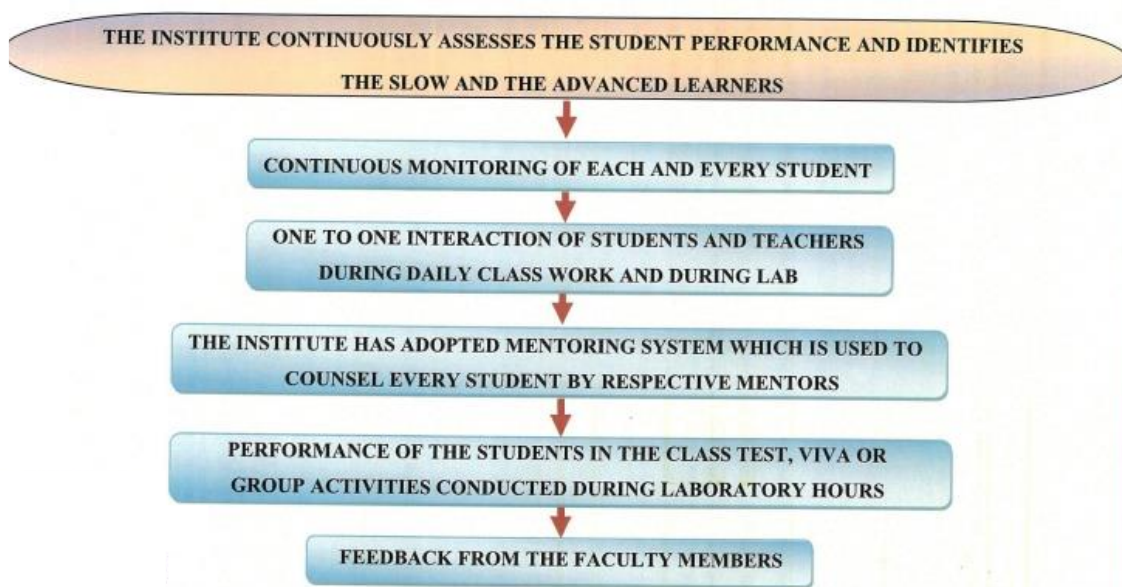 THE INSTITUTE CONTINUOUSLY ASSESSES THE STUDENT PERFORMANCE AND IDENTIFIES
THE SLOW AND THE ADVANCED LEARNERS
CONTINUOUS MONITORING OF EACH AND EVERY STUDENT
ONE TO ONE INTERACTION OF STUDENTS AND TEACHERS
DURING DAILY CLASS WORK AND DURING LAB
THE INSTITUTE HAS ADOPTED MENTORING SYSTEM WHICH IS USED TO
COUNSEL EVERY STUDENT BY RESPECTIVE MENTORS
PERFORMANCE OF THE STUDENTS IN THE CLASS TEST, VIVA OR
GROUP ACTIVITIES CONDUCTED DURING LABORATORY HOURS
FEEDBACK FROM THE FACULTY MEMBERS